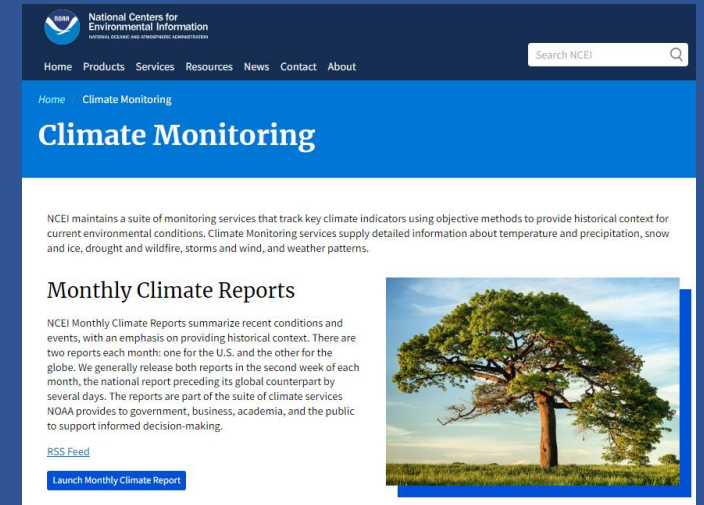 NOAA
National Centers for
Environmental Information
NATIONAL OCEANIC AND ATMOSPHERIC ADMINISTRATION
Home Products Services Resources News Contact About
Search NCEI
Home Climate Monitoring
Climate Monitoring
NCEI maintains a suite of monitoring services that track key climate indicators using objective methods to provide historical context for
current environmental conditions. Climate Monitoring services supply detailed information about temperature and precipitation, snow
and ice, drought and wildfire, storms and wind, and weather patterns.
Monthly Climate Reports
NCEI Monthly Climate Reports summarize recent conditions and
events, with an emphasis on providing historical context. There are
two reports each month: one for the U.S. and the other for the
globe. We generally release both reports in the second week of each
month, the national report preceding its global counterpart by
several days. The reports are part of the suite of climate services
NOAA provides to government, business, academia, and the public
to support informed decision-making.
RSS Feed
Launch Monthly Climate Report